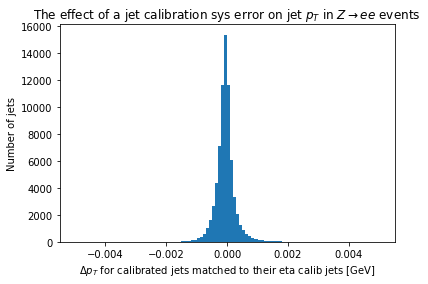 The effect of a jet calibration sys error on jet $p_T$ in $Z \rightarrow ee$ events
16000
14000
12000
10000
8000
6000
4000
2000
0
Number of jets
−0.004 −0.002 0.000 0.002 0.004
Δ$p_T$ for calibrated jets matched to their eta calib jets [GeV]